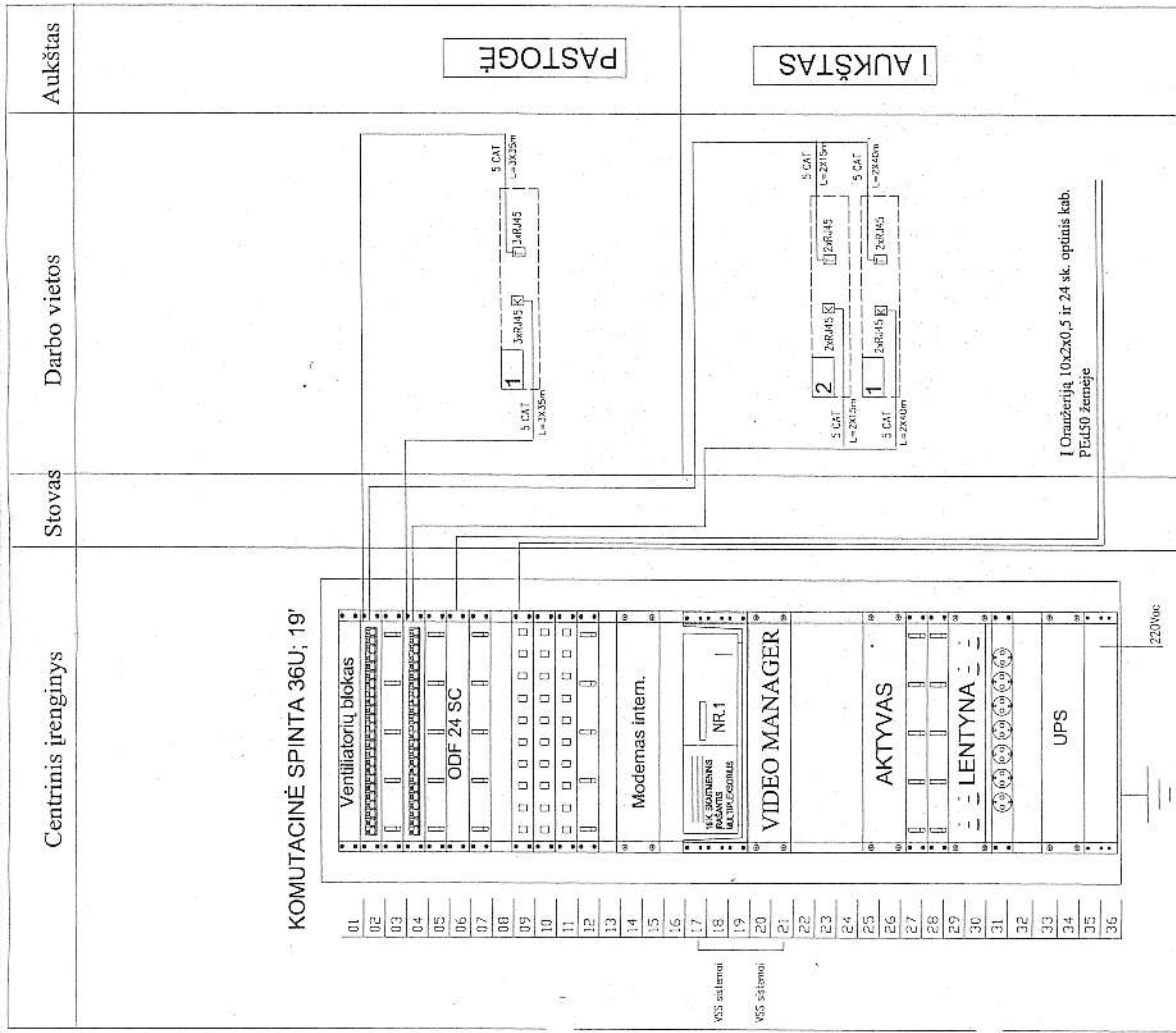 Centrinis įrenginys
Stovas
Darbo vietos
Aukštas
KOMUTACINĖ SPINTA 36U; 19'
01
02
03
04
05
06
07
08
09
10
11
12
13
14
15
16
17
18
19
20
21
22
23
24
25
26
27
28
29
30
31
32
33
34
35
36
VSS sistemai
VSS sistemai
Ventiliatorių blokas
ODF 24 SC
Modemas intern.
16 K. SKAITMENINIS
ĮRAŠANTIS
MULTIPLEKSORIUS
NR.1
VIDEO MANAGER
AKTYVAS
LENTYNA
UPS
220Vac
PASTOGĖ
5 CAT
L=3X35m
1
3xRJ45 K
T 3xRJ45
5 CAT
L=3X35m
I AUKŠTAS
5 CAT
L=2X15m
2
2xRJ45 K
T 2xRJ45
5 CAT
L=2X15m
5 CAT
L=2X40m
1
2xRJ45 K
T 2xRJ45
5 CAT
L=2X40m
Į Oranžeriją 10x2x0,5 ir 24 sk. optinis kab.
PEd50 žemėje